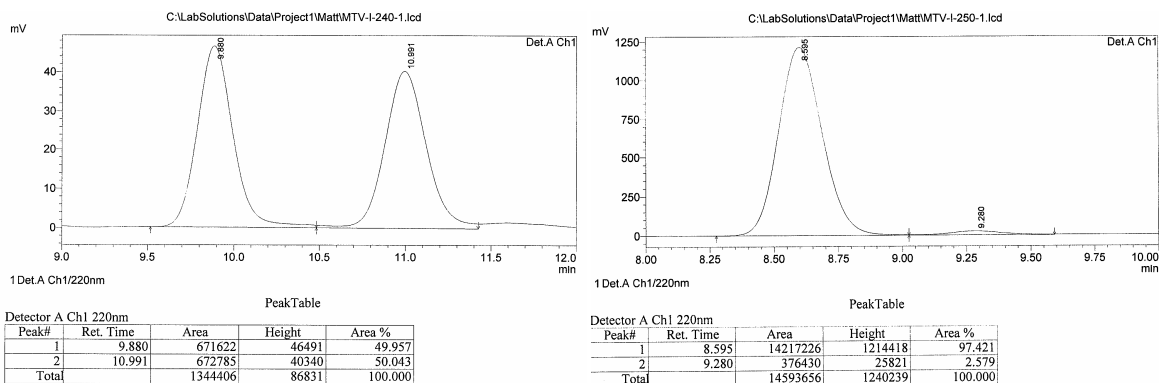 C:\LabSolutions\Data\Project1\Matt\MTV-I-240-1.lcd
mV
Det.A Ch1
9.880
10.991
40
30
20
10
0
9.0 9.5 10.0 10.5 11.0 11.5 12.0
min
1 Det.A Ch1/220nm
PeakTable
Detector A Ch1 220nm
Peak# Ret. Time Area Height Area %
1 9.880 671622 46491 49.957
2 10.991 672785 40340 50.043
Total 1344406 86831 100.000
C:\LabSolutions\Data\Project1\Matt\MTV-I-250-1.lcd
mV
Det.A Ch1
8.595
9.280
1250
1000
750
500
250
0
8.00 8.25 8.50 8.75 9.00 9.25 9.50 9.75 10.00
min
1 Det.A Ch1/220nm
PeakTable
Detector A Ch1 220nm
Peak# Ret. Time Area Height Area %
1 8.595 14217226 1214418 97.421
2 9.280 376430 25821 2.579
Total 14593656 1240239 100.000